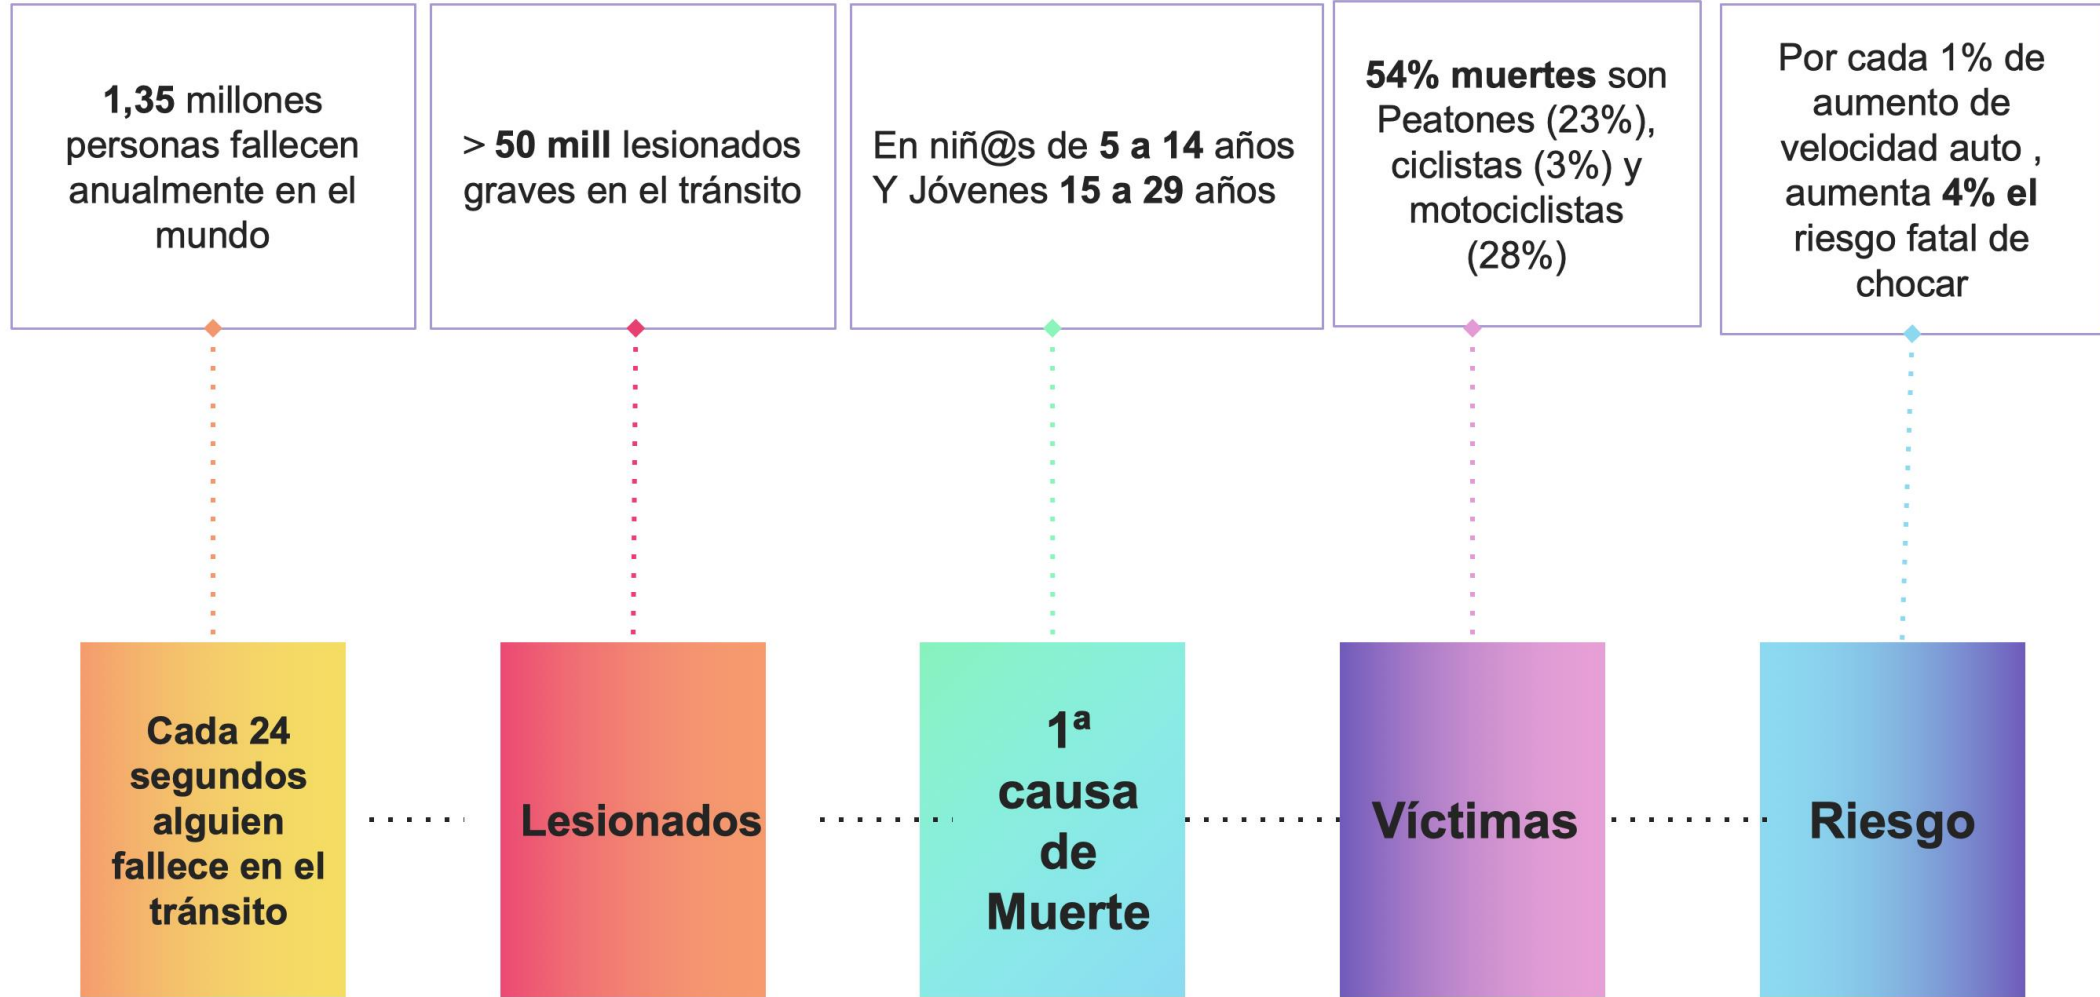 1,35 millones
personas fallecen
anualmente en el
mundo
> 50 mill lesionados
graves en el tránsito
En niñ@s de 5 a 14 años
Y Jóvenes 15 a 29 años
54% muertes son
Peatones (23%),
ciclistas (3%) y
motociclistas
(28%)
Por cada 1% de
aumento de
velocidad auto ,
aumenta 4% el
riesgo fatal de
chocar
Cada 24
segundos
alguien
fallece en el
tránsito
Lesionados
1ª
causa
de
Muerte
Víctimas
Riesgo